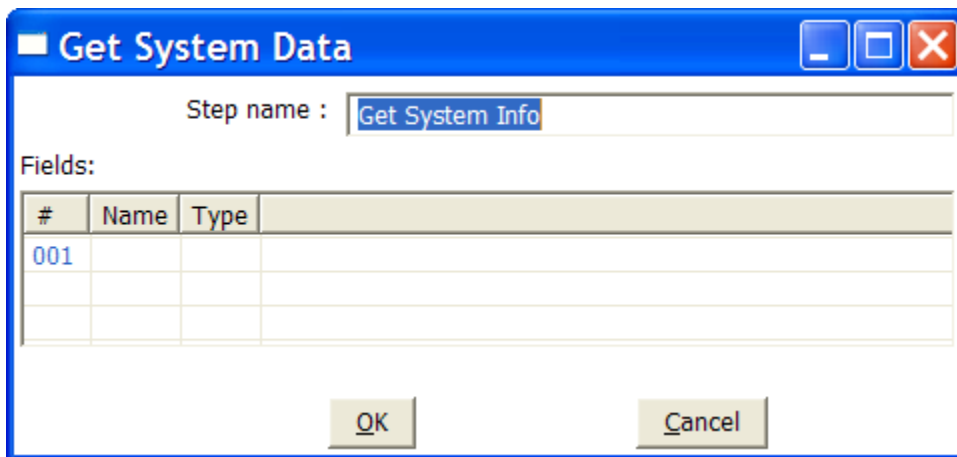 Get System Data
Step name : Get System Info
Fields:
# Name Type
001
OK Cancel